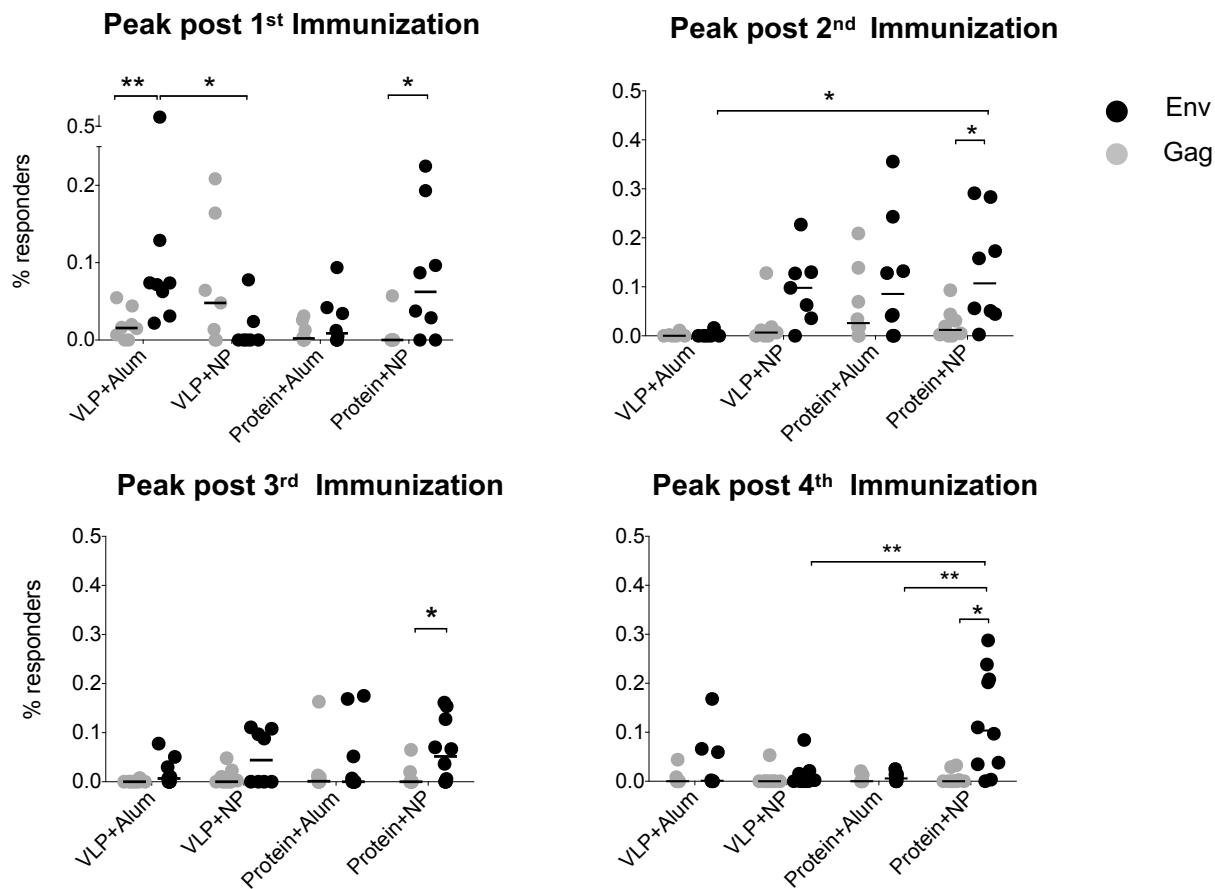 Peak post 1st Immunization
** * *
0.5
0.2
0.1
0.0
% responders
VLP+Alum
VLP+NP
Protein+Alum
Protein+NP
Peak post 2nd Immunization
*
*
0.5
0.4
0.3
0.2
0.1
0.0
VLP+Alum
VLP+NP
Protein+Alum
Protein+NP
Env
Gag
Peak post 3rd Immunization
*
0.5
0.4
0.3
0.2
0.1
0.0
% responders
VLP+Alum
VLP+NP
Protein+Alum
Protein+NP
Peak post 4th Immunization
**
**
*
0.5
0.4
0.3
0.2
0.1
0.0
VLP+Alum
VLP+NP
Protein+Alum
Protein+NP